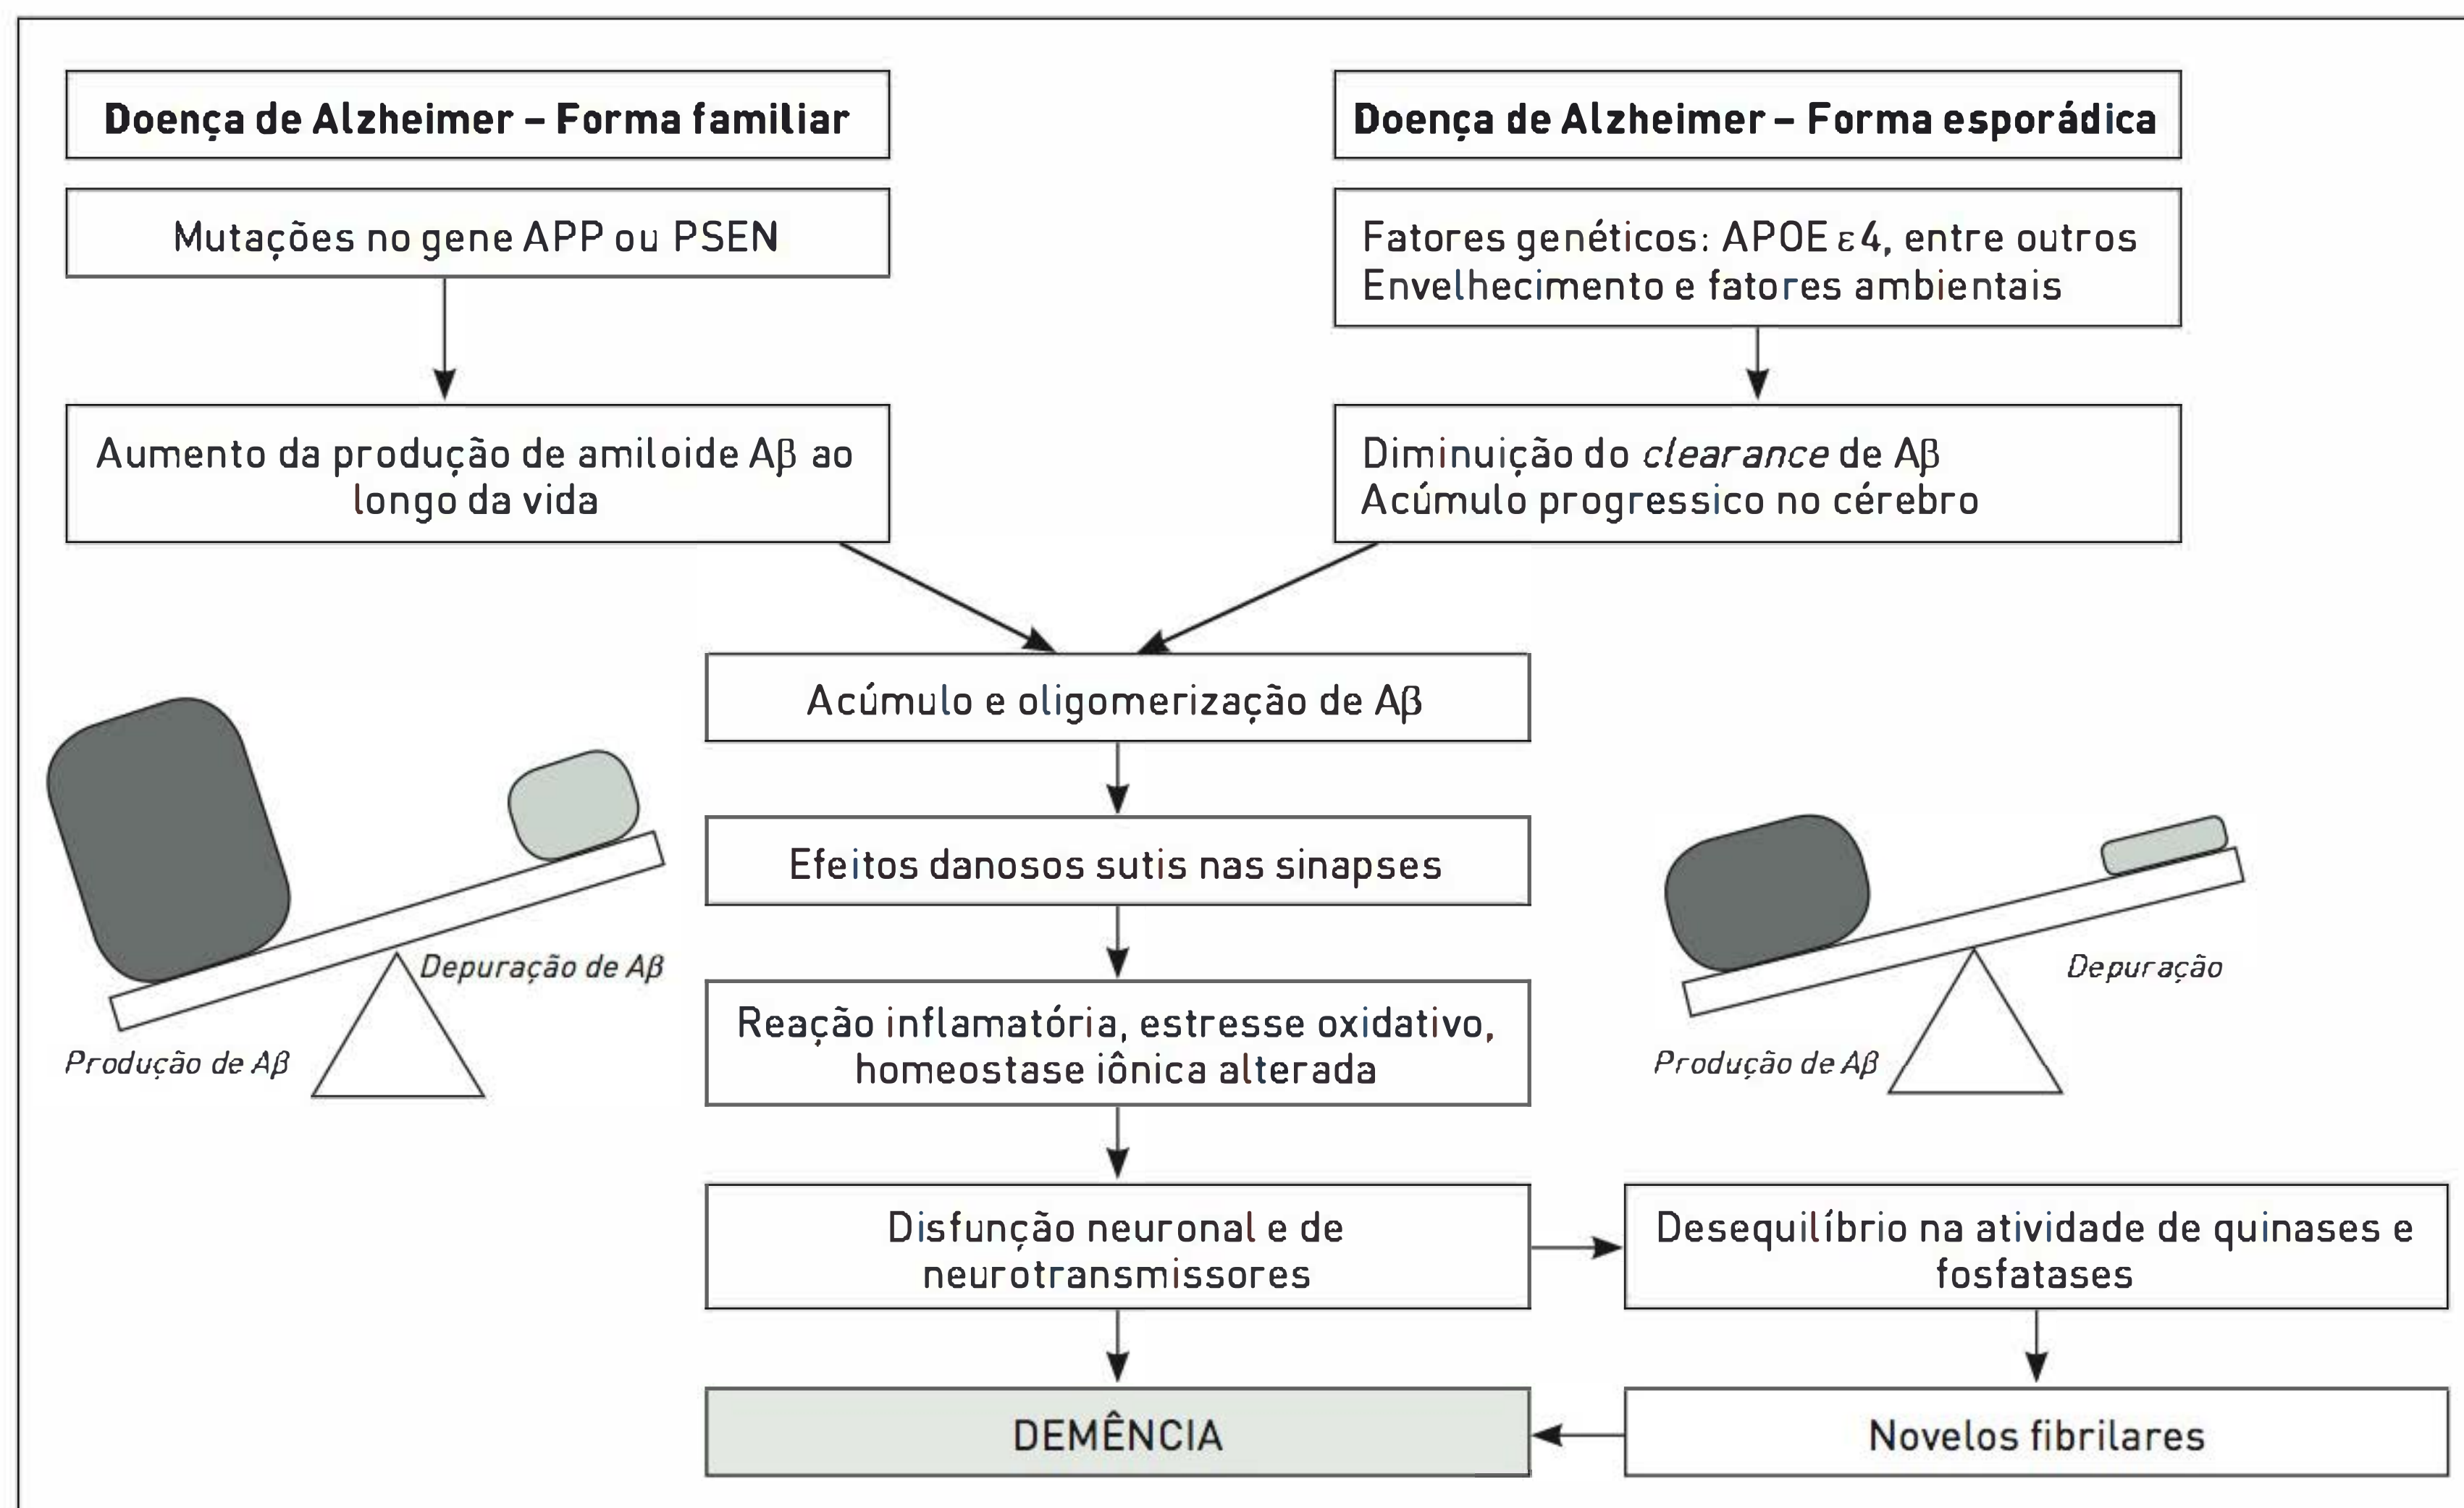 Doença de Alzheimer – Forma familiar
Doença de Alzheimer – Forma esporádica
Mutações no gene APP ou PSEN
Fatores genéticos: APOE ε4, entre outros
Envelhecimento e fatores ambientais
Aumento da produção de amiloide Aβ ao
longo da vida
Diminuição do clearance de Aβ
Acúmulo progressico no cérebro
Acúmulo e oligomerização de Aβ
Efeitos danosos sutis nas sinapses
Depuração de Aβ
Produção de Aβ
Depuração
Produção de Aβ
Reação inflamatória, estresse oxidativo,
homeostase iônica alterada
Disfunção neuronal e de
neurotransmissores
Desequilíbrio na atividade de quinases e
fosfatases
DEMÊNCIA
Novelos fibrilares